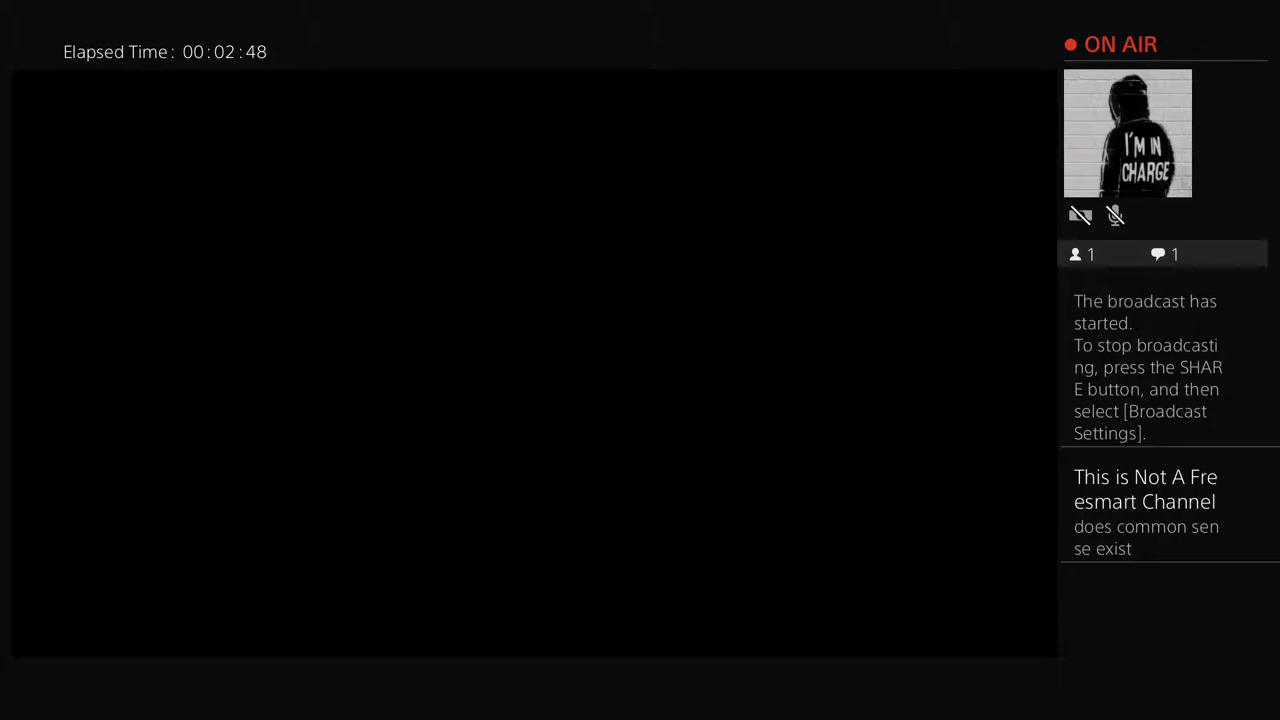 Elapsed Time: 00:02:48
ON AIR
I'M IN
CHARGE
1
1
The broadcast has
started.
To stop broadcasti
ng, press the SHAR
E button, and then
select [Broadcast
Settings].
This is Not A Fre
esmart Channel
does common sen
se exist